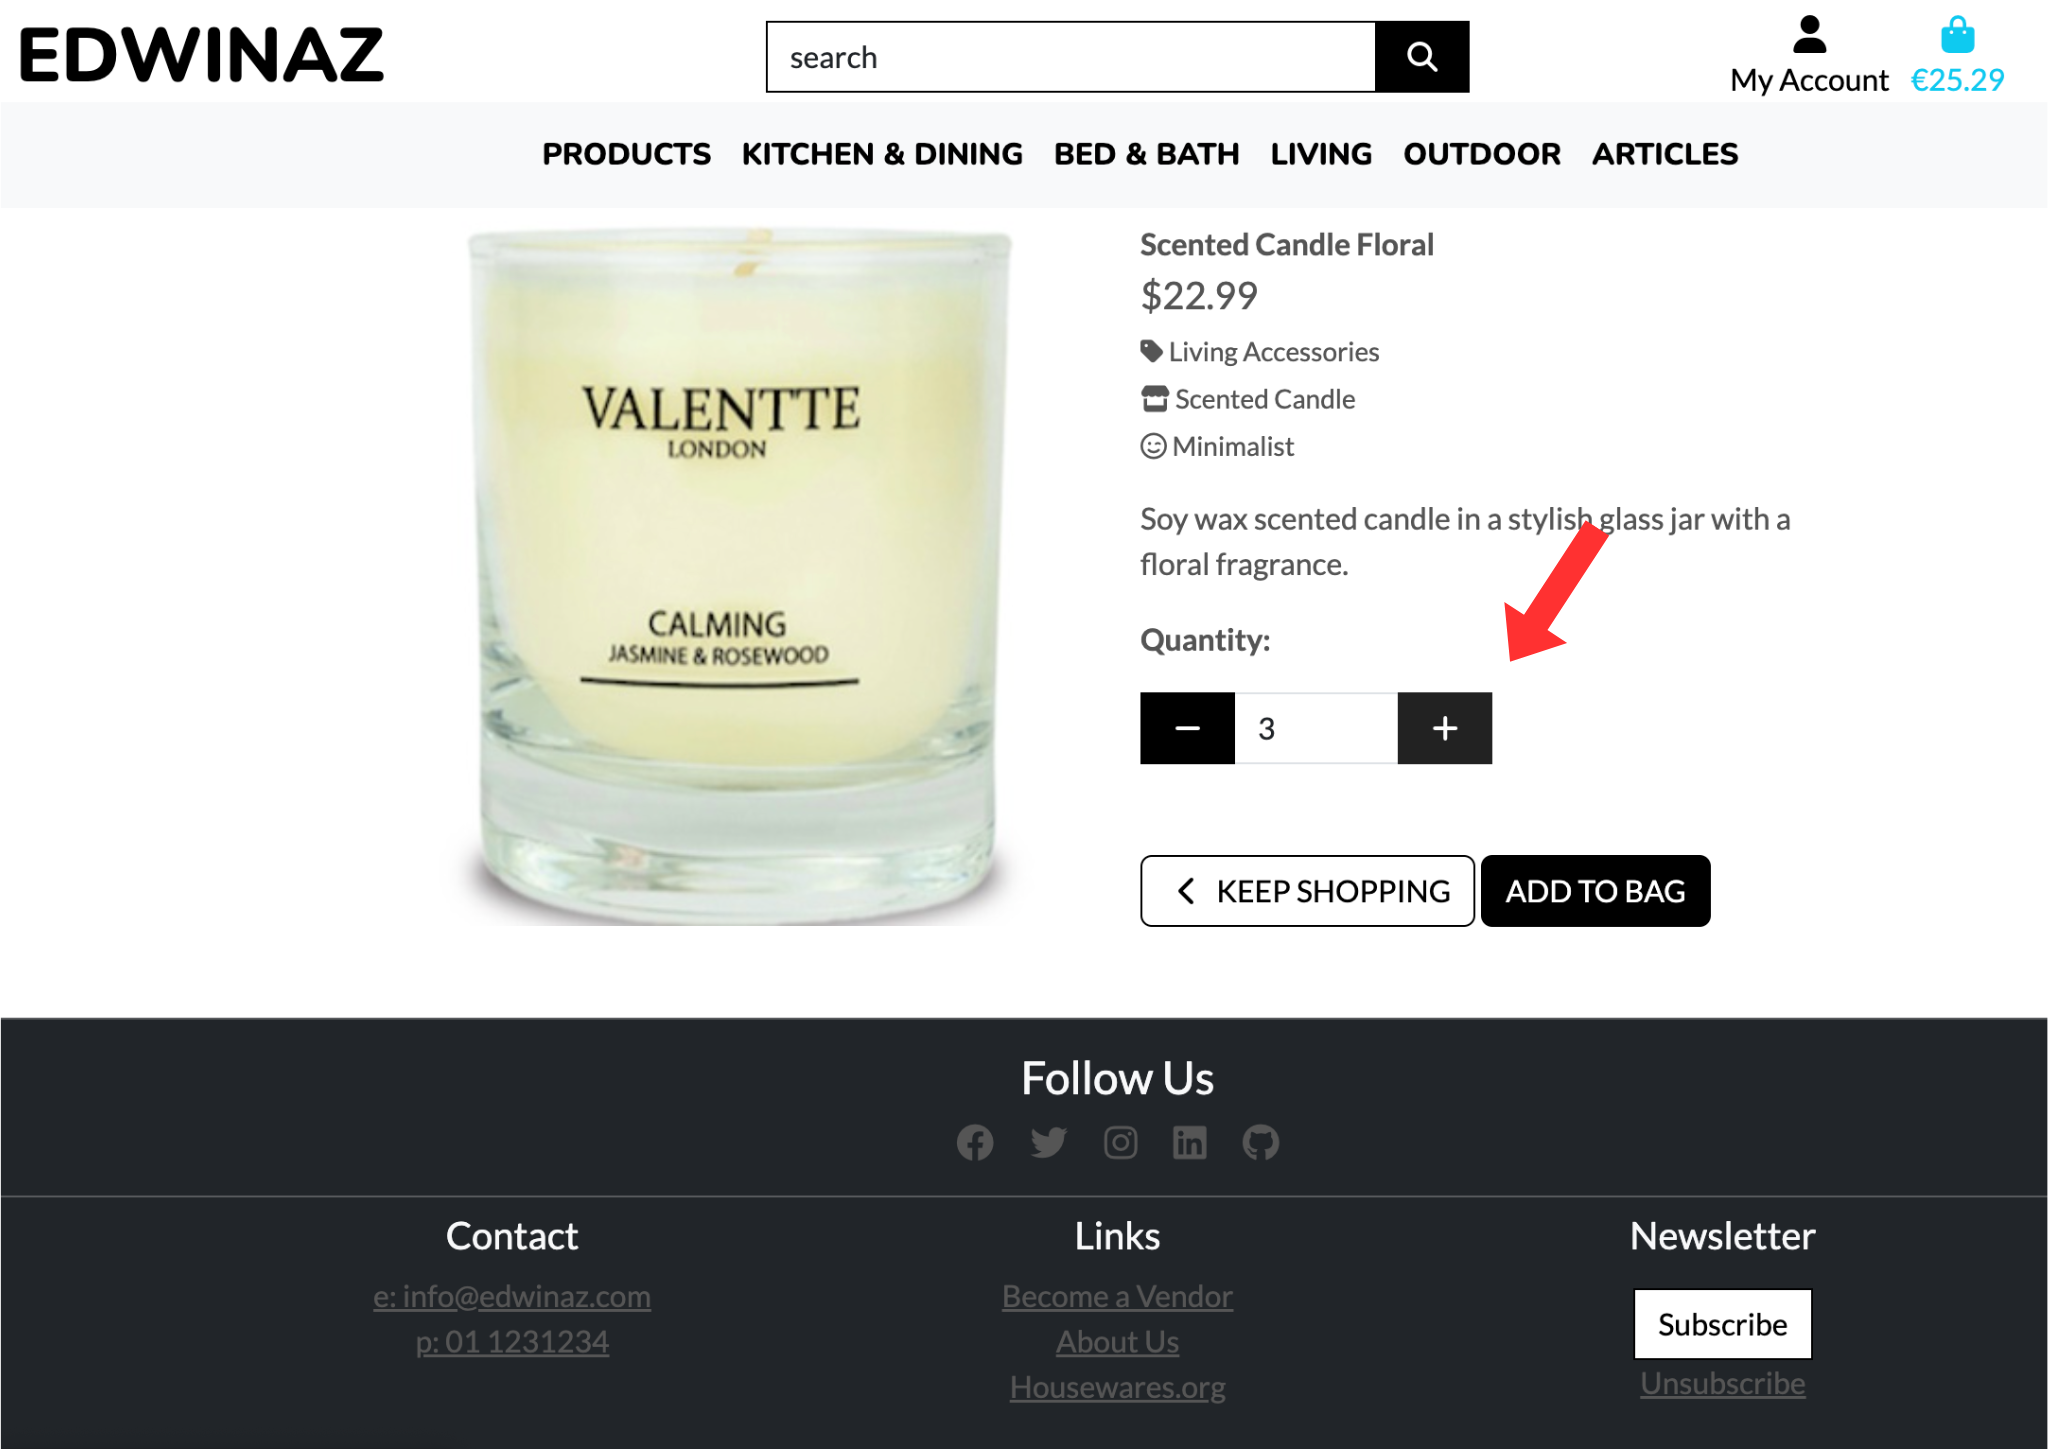 EDWINAZ
search
My Account
€25.29
PRODUCTS KITCHEN & DINING BED & BATH LIVING OUTDOOR ARTICLES
VALENTTE
LONDON
CALMING
JASMINE & ROSEWOOD
Scented Candle Floral
$22.99
Living Accessories
Scented Candle
Minimalist
Soy wax scented candle in a stylish glass jar with a
floral fragrance.
Quantity:
3
KEEP SHOPPING
ADD TO BAG
Follow Us
Contact
e: info@edwinaz.com
p: 01 1231234
Links
Become a Vendor
About Us
Housewares.org
Newsletter
Subscribe
Unsubscribe